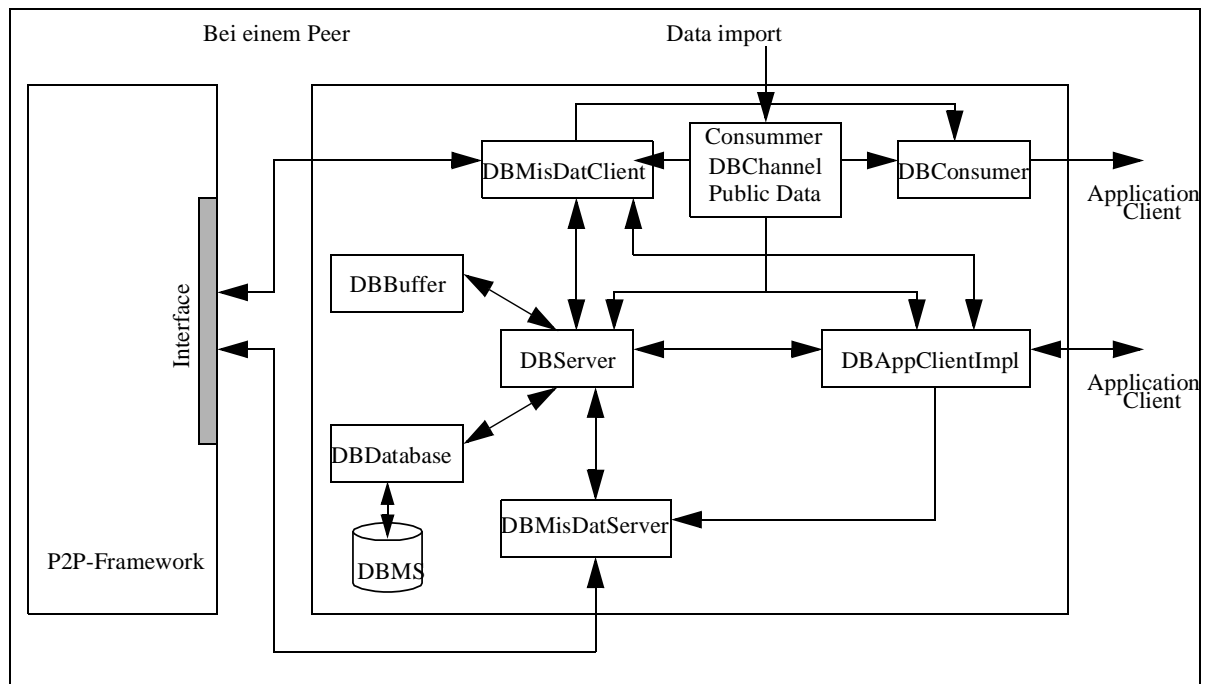 Bei einem Peer
Data import
Consummer
DBChannel
Public Data
DBMisDatClient
DBConsumer
Application
Client
DBBuffer
Interface
DBServer
DBAppClientImpl
Application
Client
DBDatabase
DBMisDatServer
P2P-Framework
DBMS